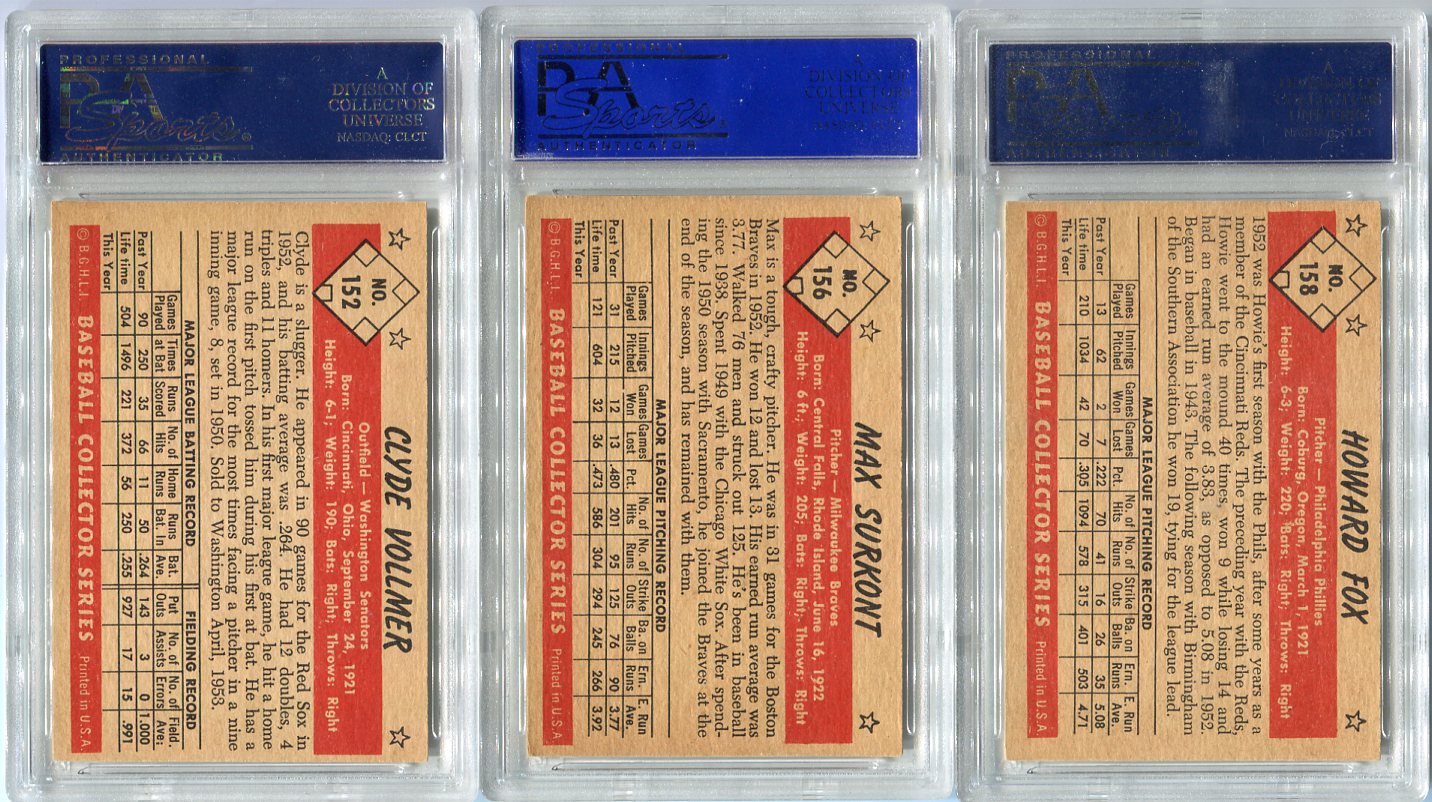 PROFESSIONAL
PSA
Sports
AUTHENTICATOR
A
DIVISION OF
COLLECTORS
UNIVERSE
NASDAQ: CLCT
NO.
152
CLYDE VOLLMER
Outfield — Washington Senators
Born: Cincinnati, Ohio, September 24, 1921
Height: 6-1; Weight: 190; Bats: Right; Throws: Right
Clyde is a slugger. He appeared in 90 games for the Red Sox in
1952, and his batting average was .264. He had 12 doubles, 4
triples and 11 homers. In his first major league game, he hit a home
run on the first pitch tossed him during his first at bat. He has a
major league record for the most times facing a pitcher in a nine
inning game, 8, set in 1950. Sold to Washington April, 1953.
MAJOR LEAGUE BATTING RECORD FIELDING RECORD
Games Times Runs No. of Home Runs Bat. Put No. of No. of Field.
Played at Bat Scored Hits Runs Bat. In Ave. Outs Assists Errors Ave.
Past Year 90 250 35 66 11 50 .264 143 3 0 1.000
Life time 504 1496 221 372 56 250 .255 927 17 15 .991
This Year
© B.G.H.L.I. BASEBALL COLLECTOR SERIES Printed in U.S.A.
PROFESSIONAL
PSA
Sports
AUTHENTICATOR
A
DIVISION OF
COLLECTORS
UNIVERSE
NASDAQ: CLCT
NO.
156
MAX SURKONT
Pitcher — Milwaukee Braves
Born: Central Falls, Rhode Island, June 16, 1922
Height: 6 ft.; Weight: 205; Bats: Right; Throws: Right
Max is a tough, crafty pitcher. He was in 31 games for the Boston
Braves in 1952. He won 12 and lost 13. His earned run average was
3.77. Walked 76 men and struck out 125. He's been in baseball
since 1938. Spent 1949 with the Chicago White Sox. After spend-
ing the 1950 season with Sacramento, he joined the Braves at the
end of the season, and has remained with them.
MAJOR LEAGUE PITCHING RECORD
Games Innings Games Games No. of No. of Strike Ba. on Ern. E. Run
Played Pitched Won Lost Pct. Hits Runs Outs Balls Runs Ave.
Past Year 31 215 12 13 .480 201 95 125 76 90 3.77
Life time 121 604 32 36 .473 586 304 294 245 266 3.92
This Year
© B.G.H.L.I. BASEBALL COLLECTOR SERIES Printed in U.S.A.
PROFESSIONAL
PSA
Sports
AUTHENTICATOR
A
DIVISION OF
COLLECTORS
UNIVERSE
NASDAQ: CLCT
NO.
158
HOWARD FOX
Pitcher — Philadelphia Phillies
Born: Coburg, Oregon, March 1, 1921
Height: 6-3; Weight: 220; Bats: Right; Throws: Right
1952 was Howie's first season with the Phils, after some years as a
member of the Cincinnati Reds. The preceding year with the Reds,
Howie went to the mound 40 times, won 9 while losing 14 and
had an earned run average of 3.83, as opposed to 5.08 in 1952.
Began in baseball in 1943. The following season with Birmingham
of the Southern Association he won 19, tying for the league lead.
MAJOR LEAGUE PITCHING RECORD
Games Innings Games Games No. of No. of Strike Ba. on Ern. E. Run
Played Pitched Won Lost Pct. Hits Runs Outs Balls Runs Ave.
Past Year 13 62 2 7 .222 70 41 16 26 35 5.08
Life time 210 1034 42 70 .305 1094 578 315 401 503 4.71
This Year
© B.G.H.L.I. BASEBALL COLLECTOR SERIES Printed in U.S.A.